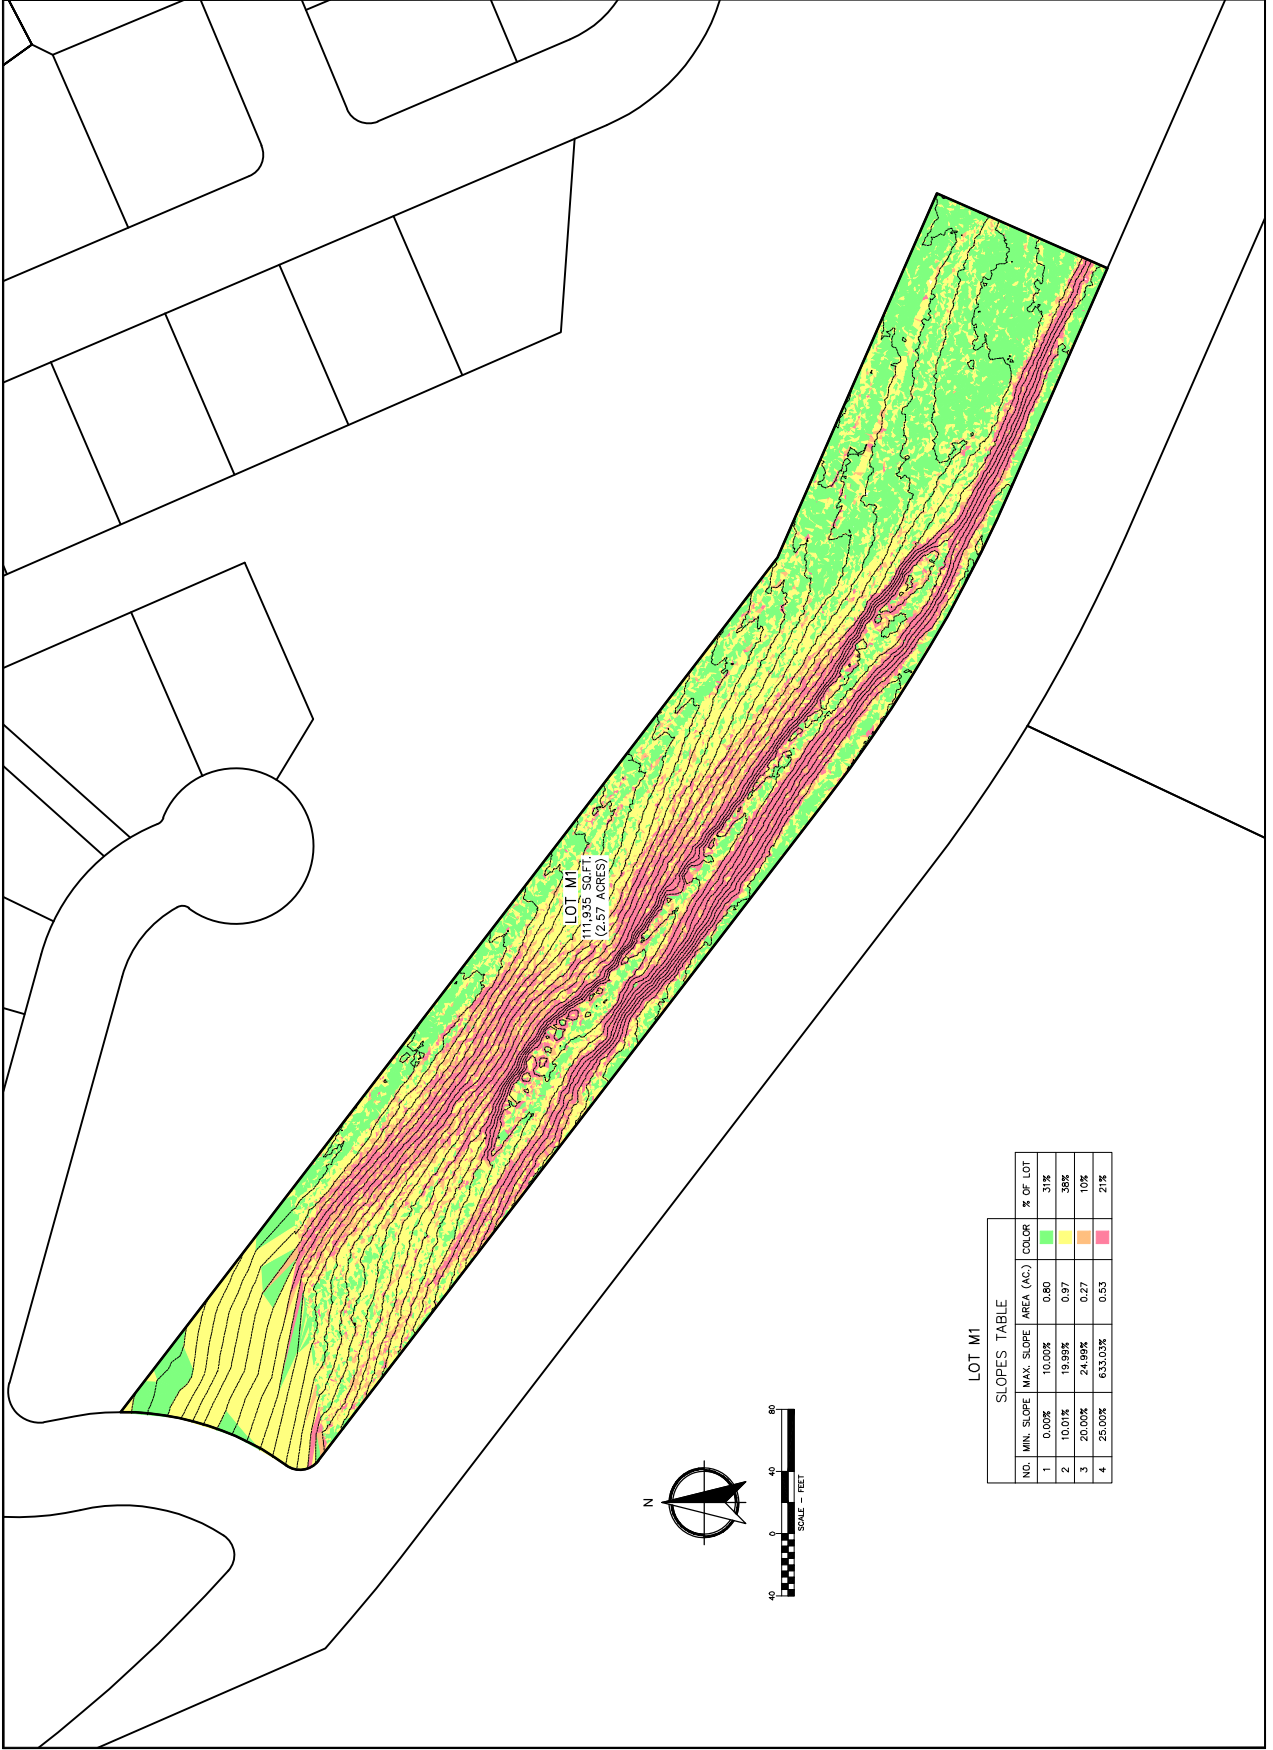 LOT M1
111,935 SQ.FT.
(2.57 ACRES)
N
40 0 40 80
SCALE - FEET
LOT M1
SLOPES TABLE
NO. MIN. SLOPE MAX. SLOPE AREA (AC.) COLOR % OF LOT
1 0.00% 10.00% 0.80 31%
2 10.01% 19.99% 0.97 38%
3 20.00% 24.99% 0.27 10%
4 25.00% 633.03% 0.53 21%